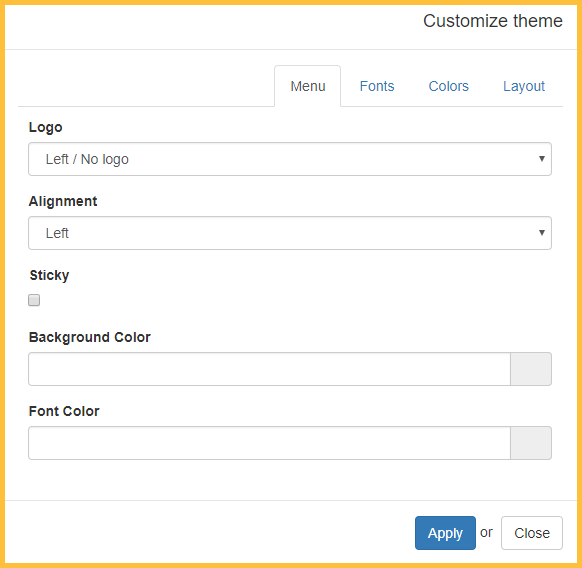 Customize theme
Menu Fonts Colors Layout
Logo
Left / No logo
Alignment
Left
Sticky
Background Color
Font Color
Apply or Close